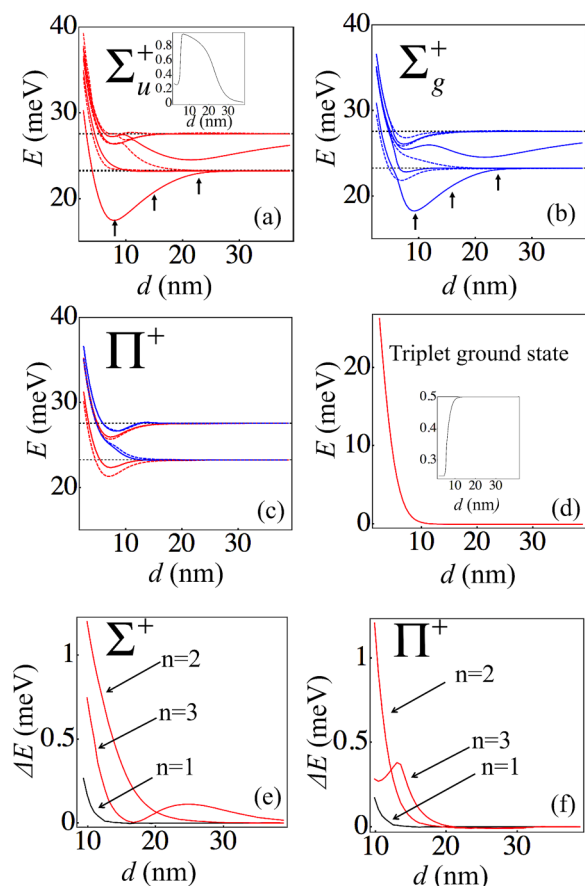 40
30
20
E (meV)
Σ⁺ᵤ
1
0.8
0.6
0.4
0.2
0
10 20 30
d (nm)
(a)
10 20 30
d (nm)
40
30
20
E (meV)
Σ⁺g
(b)
10 20 30
d (nm)
40
30
20
E (meV)
Π⁺
(c)
10 20 30
d (nm)
20
10
0
E (meV)
Triplet ground state
0.5
0.4
0.3
10 20 30
d (nm)
(d)
10 20 30
d (nm)
1
0.5
0
ΔE (meV)
Σ⁺
n=2
n=3
n=1
(e)
10 20 30
d (nm)
1
0.5
0
ΔE (meV)
Π⁺
n=2
n=3
n=1
(f)
10 20 30
d (nm)